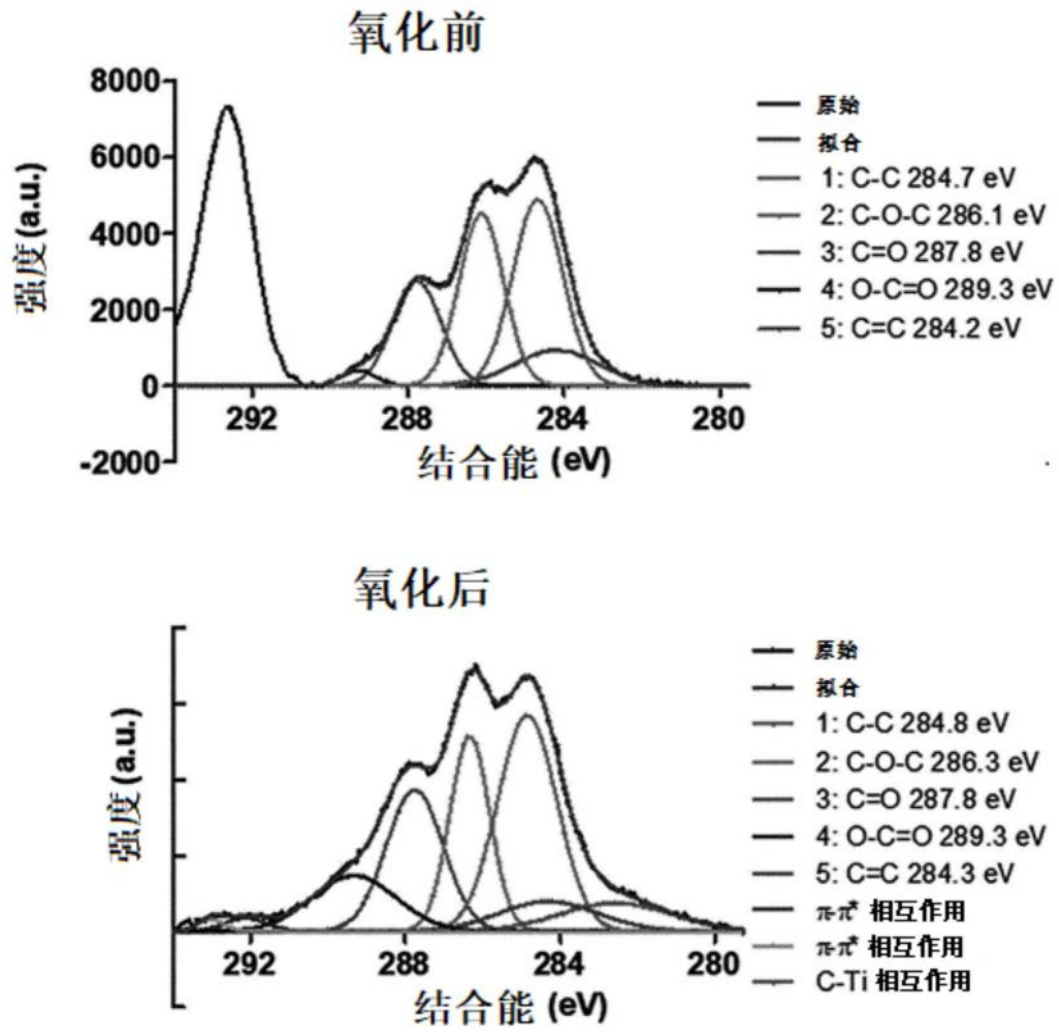 氧化前
8000
6000
4000
2000
0
-2000
强度(a.u.)
292
288
284
280
结合能 (eV)
原始
拟合
1: C-C 284.7 eV
2: C-O-C 286.1 eV
3: C=O 287.8 eV
4: O-C=O 289.3 eV
5: C=C 284.2 eV
氧化后
强度(a.u.)
292
288
284
280
结合能 (eV)
原始
拟合
1: C-C 284.8 eV
2: C-O-C 286.3 eV
3: C=O 287.8 eV
4: O-C=O 289.3 eV
5: C=C 284.3 eV
π-π* 相互作用
π-π* 相互作用
C-Ti 相互作用